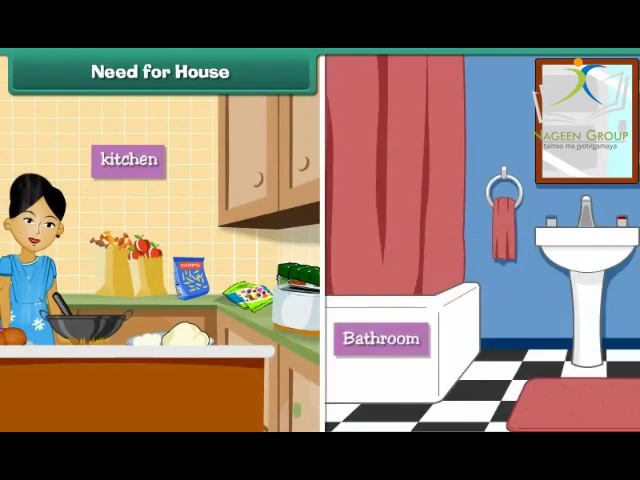 Need for House
kitchen
Bathroom
NAGEEN GROUP
tamso ma jyotirgamaya